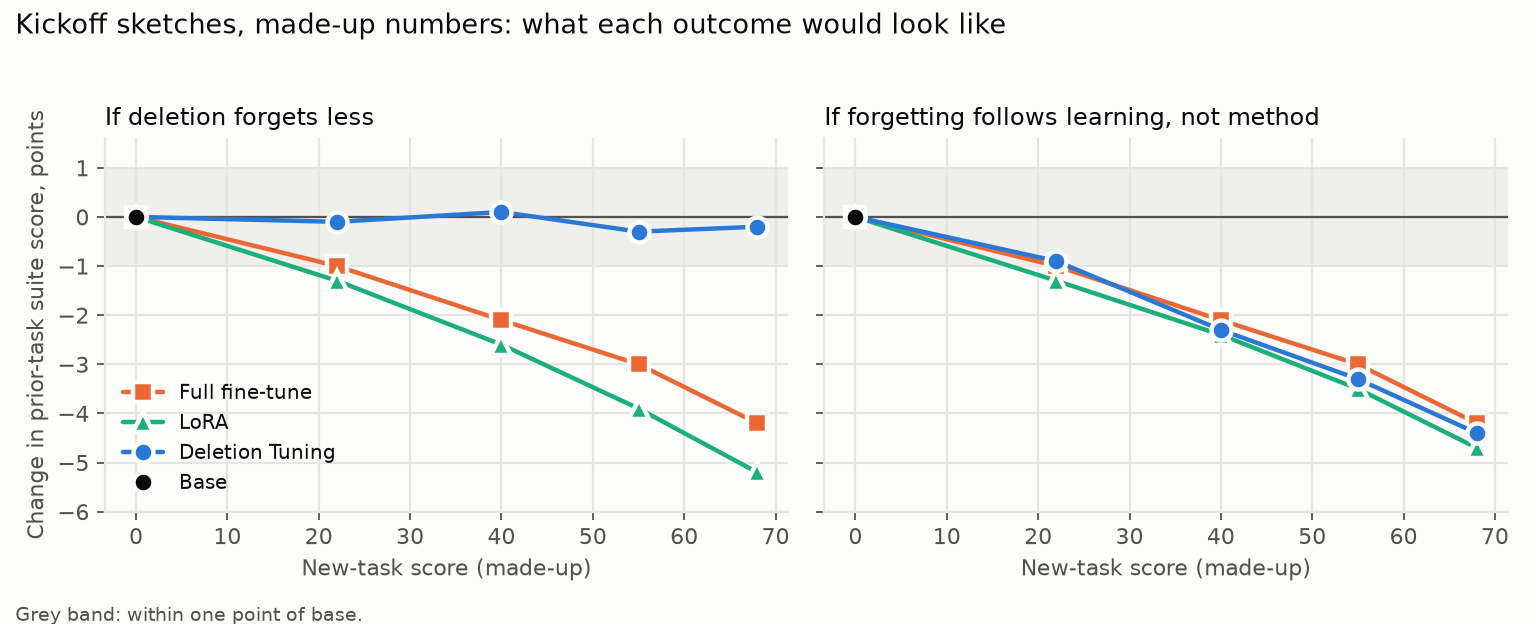 Kickoff sketches, made-up numbers: what each outcome would look like
If deletion forgets less
Change in prior-task suite score, points
1
0
−1
−2
−3
−4
−5
−6
Full fine-tune
LoRA
Deletion Tuning
Base
0 10 20 30 40 50 60 70
New-task score (made-up)
If forgetting follows learning, not method
0 10 20 30 40 50 60 70
New-task score (made-up)
Grey band: within one point of base.